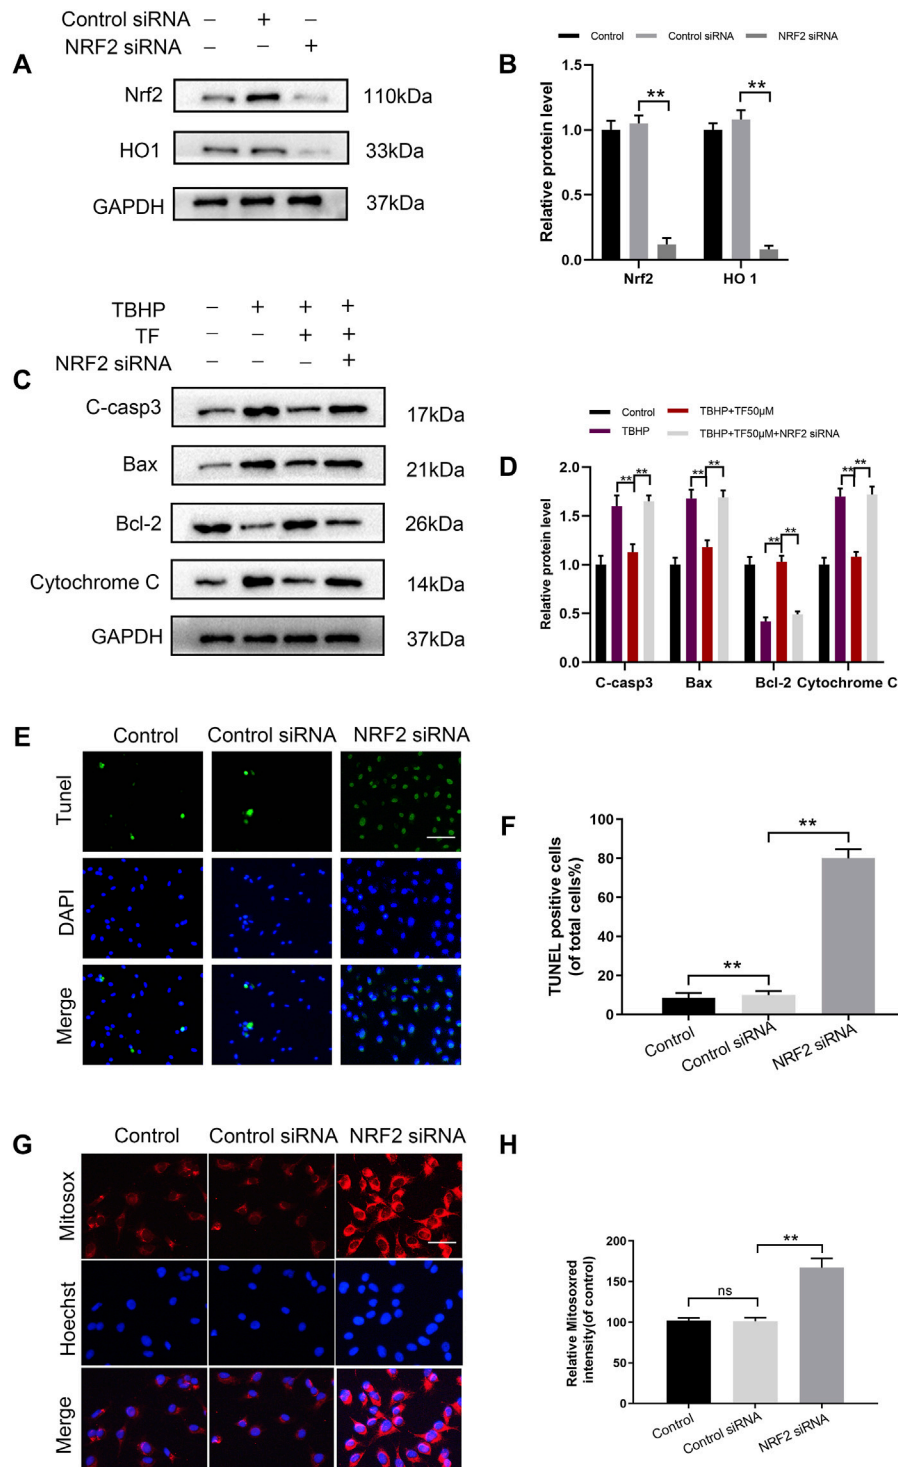 Control siRNA − + −
NRF2 siRNA − − +
A
Nrf2 110kDa
HO1 33kDa
GAPDH 37kDa
B
Control Control siRNA NRF2 siRNA
Relative protein level
1.5
1.0
0.5
0.0
** **
Nrf2 HO 1
TBHP − + + +
TF − − + +
NRF2 siRNA − − − +
C
C-casp3 17kDa
Bax 21kDa
Bcl-2 26kDa
Cytochrome C 14kDa
GAPDH 37kDa
Control TBHP+TF50μM
TBHP TBHP+TF50μM+NRF2 siRNA
D
Relative protein level
2.0
1.5
1.0
0.5
0.0
** ** ** ** ** ** ** **
C-casp3 Bax Bcl-2 Cytochrome C
E
Control Control siRNA NRF2 siRNA
Tunel
DAPI
Merge
F
TUNEL positive cells
(of total cells%)
100
80
60
40
20
0
** **
Control Control siRNA NRF2 siRNA
G
Control Control siRNA NRF2 siRNA
Mitosox
Hoechst
Merge
H
Relative Mitosoxred
intensity(of control)
200
150
100
50
0
ns **
Control Control siRNA NRF2 siRNA